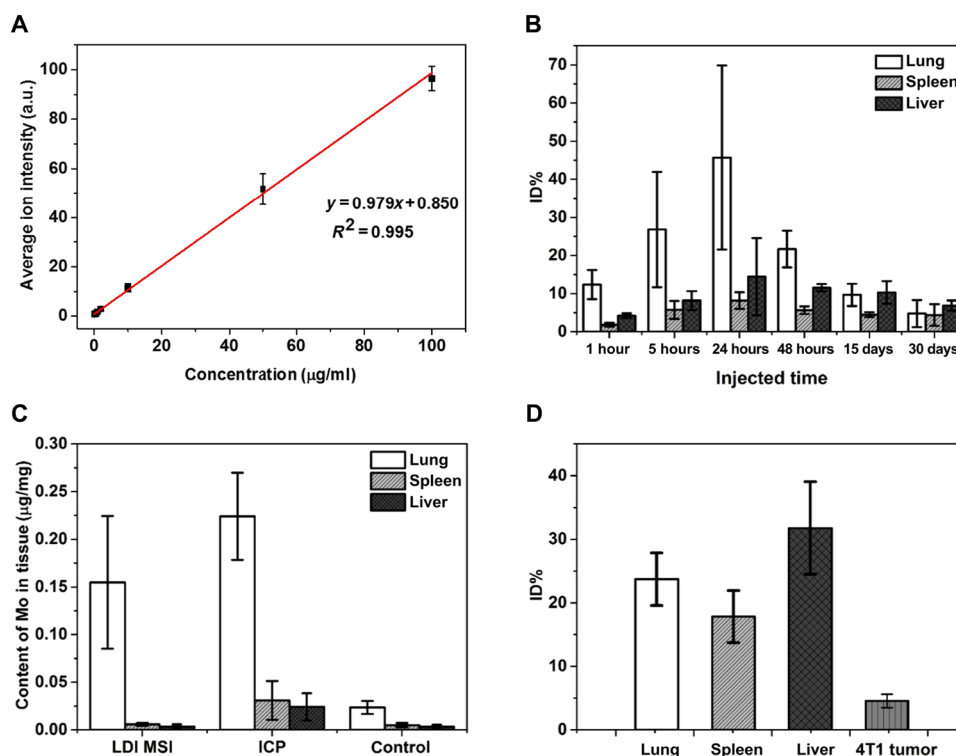 A
Average ion intensity (a.u.)
100
80
60
40
20
0
y = 0.979x + 0.850
R² = 0.995
0
20
40
60
80
100
Concentration (µg/ml)
B
ID%
70
60
50
40
30
20
10
0
Lung
Spleen
Liver
1 hour
5 hours
24 hours
48 hours
15 days
30 days
Injected time
C
Content of Mo in tissue (µg/mg)
0.30
0.25
0.20
0.15
0.10
0.05
0.00
Lung
Spleen
Liver
LDI MSI
ICP
Control
D
ID%
40
30
20
10
0
Lung
Spleen
Liver
4T1 tumor